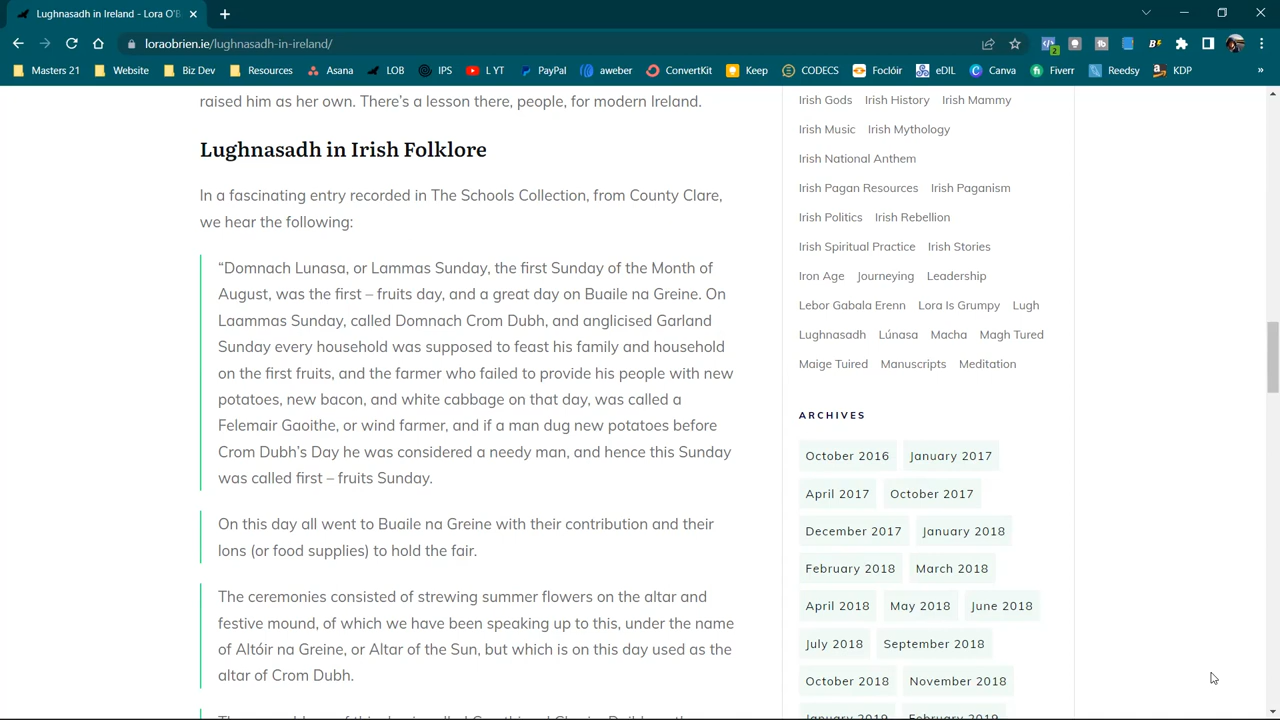 Lughnasadh in Ireland - Lora O'B
loraobrien.ie/lughnasadh-in-ireland/
2
Masters 21
Website
Biz Dev
Resources
Asana
LOB
IPS
L YT
PayPal
aweber
ConvertKit
Keep
CODECS
Foclóir
eDIL
Canva
Fiverr
Reedsy
KDP
»
raised him as her own. There's a lesson there, people, for modern Ireland.
Lughnasadh in Irish Folklore
In a fascinating entry recorded in The Schools Collection, from County Clare,
we hear the following:
“Domnach Lunasa, or Lammas Sunday, the first Sunday of the Month of
August, was the first – fruits day, and a great day on Buaile na Greine. On
Laammas Sunday, called Domnach Crom Dubh, and anglicised Garland
Sunday every household was supposed to feast his family and household
on the first fruits, and the farmer who failed to provide his people with new
potatoes, new bacon, and white cabbage on that day, was called a
Felemair Gaoithe, or wind farmer, and if a man dug new potatoes before
Crom Dubh's Day he was considered a needy man, and hence this Sunday
was called first – fruits Sunday.
On this day all went to Buaile na Greine with their contribution and their
lons (or food supplies) to hold the fair.
The ceremonies consisted of strewing summer flowers on the altar and
festive mound, of which we have been speaking up to this, under the name
of Altóir na Greine, or Altar of the Sun, but which is on this day used as the
altar of Crom Dubh.
Irish Gods Irish History Irish Mammy
Irish Music Irish Mythology
Irish National Anthem
Irish Pagan Resources Irish Paganism
Irish Politics Irish Rebellion
Irish Spiritual Practice Irish Stories
Iron Age Journeying Leadership
Lebor Gabala Erenn Lora Is Grumpy Lugh
Lughnasadh Lúnasa Macha Magh Tured
Maige Tuired Manuscripts Meditation
ARCHIVES
October 2016 January 2017
April 2017 October 2017
December 2017 January 2018
February 2018 March 2018
April 2018 May 2018 June 2018
July 2018 September 2018
October 2018 November 2018
January 2019 February 2019